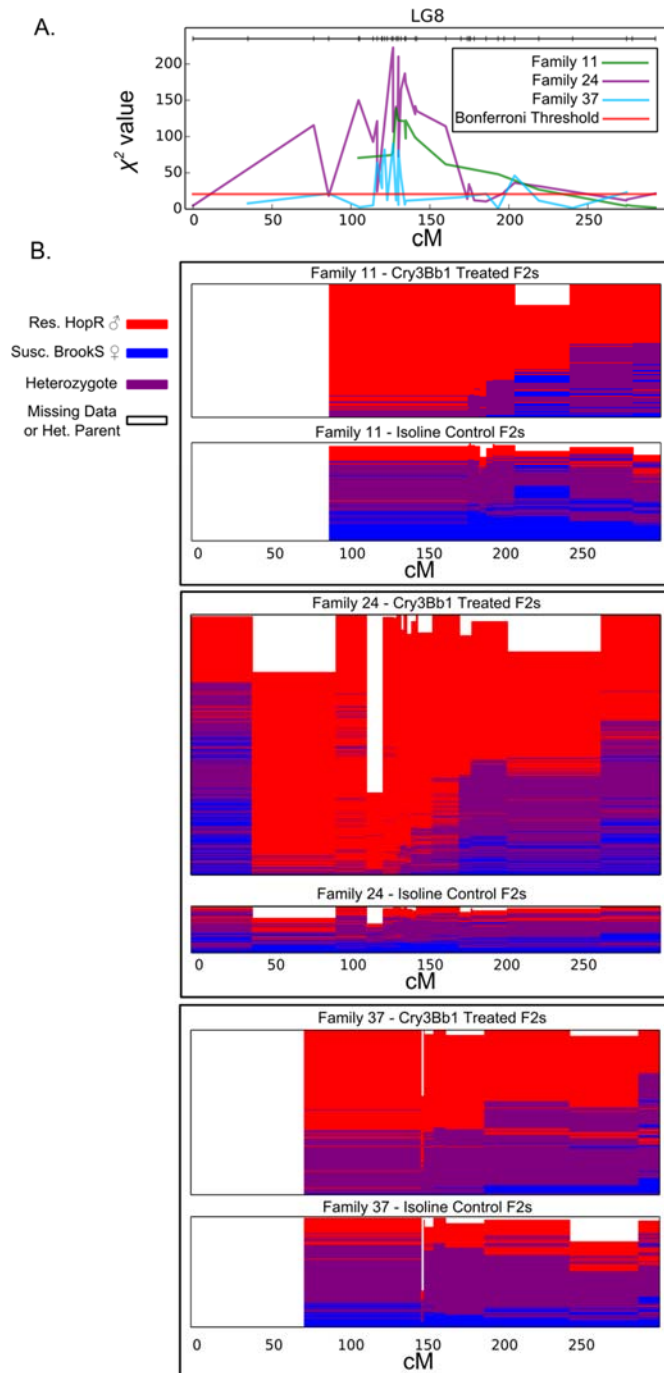 A.
LG8
χ² value
200
150
100
50
0
Family 11
Family 24
Family 37
Bonferroni Threshold
0 50 100 150 200 250
cM
B.
Res. HopR ♂
Susc. BrookS ♀
Heterozygote
Missing Data
or Het. Parent
Family 11 - Cry3Bb1 Treated F2s
Family 11 - Isoline Control F2s
0 50 100 150 200 250
cM
Family 24 - Cry3Bb1 Treated F2s
Family 24 - Isoline Control F2s
0 50 100 150 200 250
cM
Family 37 - Cry3Bb1 Treated F2s
Family 37 - Isoline Control F2s
0 50 100 150 200 250
cM